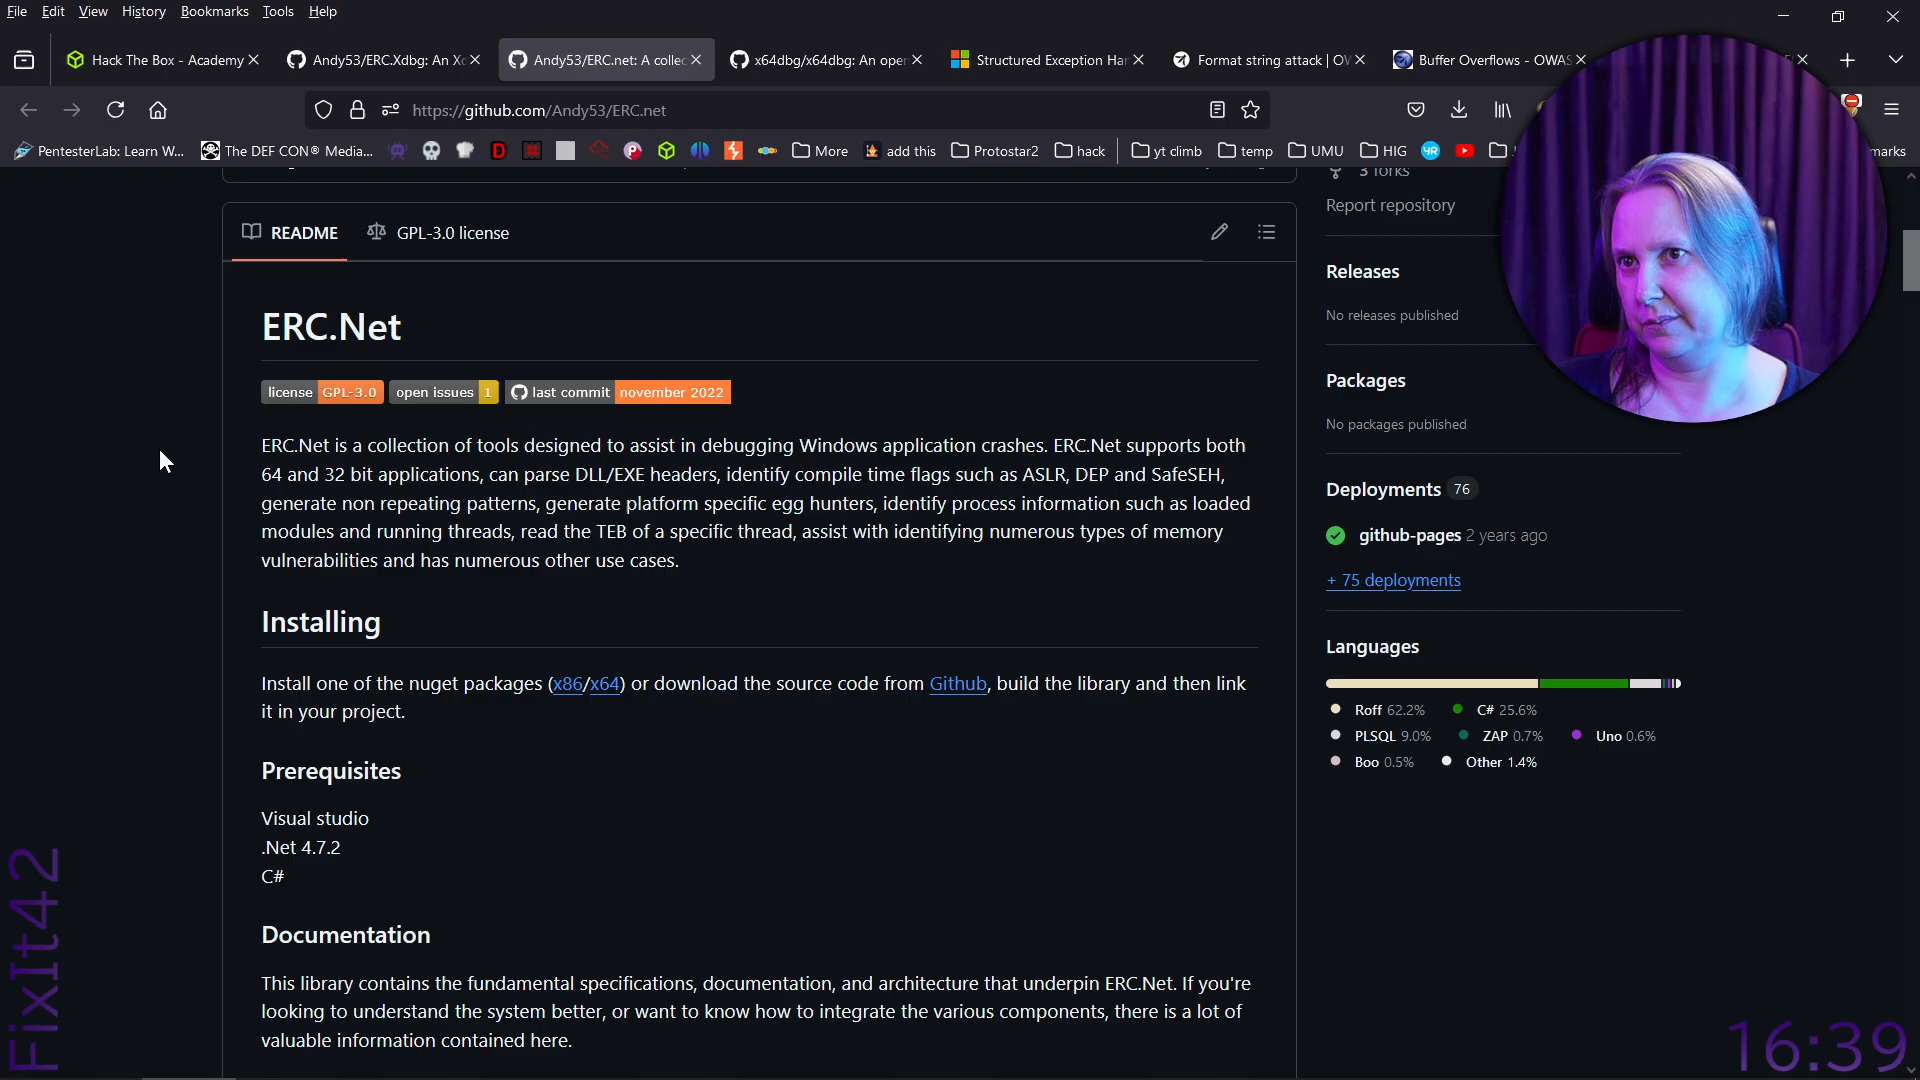 File Edit View History Bookmarks Tools Help
Hack The Box - Academy
Andy53/ERC.Xdbg: An Xc
Andy53/ERC.net: A collec
x64dbg/x64dbg: An oper
Structured Exception Har
Format string attack | OV
Buffer Overflows - OWAS
https://github.com/Andy53/ERC.net
PentesterLab: Learn W...
The DEF CON® Media...
More
add this
Protostar2
hack
yt climb
temp
UMU
HIG
marks
3 forks
Report repository
README
GPL-3.0 license
Releases
No releases published
ERC.Net
license GPL-3.0 open issues 1 last commit november 2022
Packages
No packages published
ERC.Net is a collection of tools designed to assist in debugging Windows application crashes. ERC.Net supports both
64 and 32 bit applications, can parse DLL/EXE headers, identify compile time flags such as ASLR, DEP and SafeSEH,
generate non repeating patterns, generate platform specific egg hunters, identify process information such as loaded
modules and running threads, read the TEB of a specific thread, assist with identifying numerous types of memory
vulnerabilities and has numerous other use cases.
Deployments 76
github-pages 2 years ago
+ 75 deployments
Installing
Install one of the nuget packages (x86/x64) or download the source code from Github, build the library and then link
it in your project.
Languages
Roff 62.2% C# 25.6%
PLSQL 9.0% ZAP 0.7% Uno 0.6%
Boo 0.5% Other 1.4%
Prerequisites
Visual studio
.Net 4.7.2
C#
Documentation
This library contains the fundamental specifications, documentation, and architecture that underpin ERC.Net. If you're
looking to understand the system better, or want to know how to integrate the various components, there is a lot of
valuable information contained here.
FixIt42
16:39